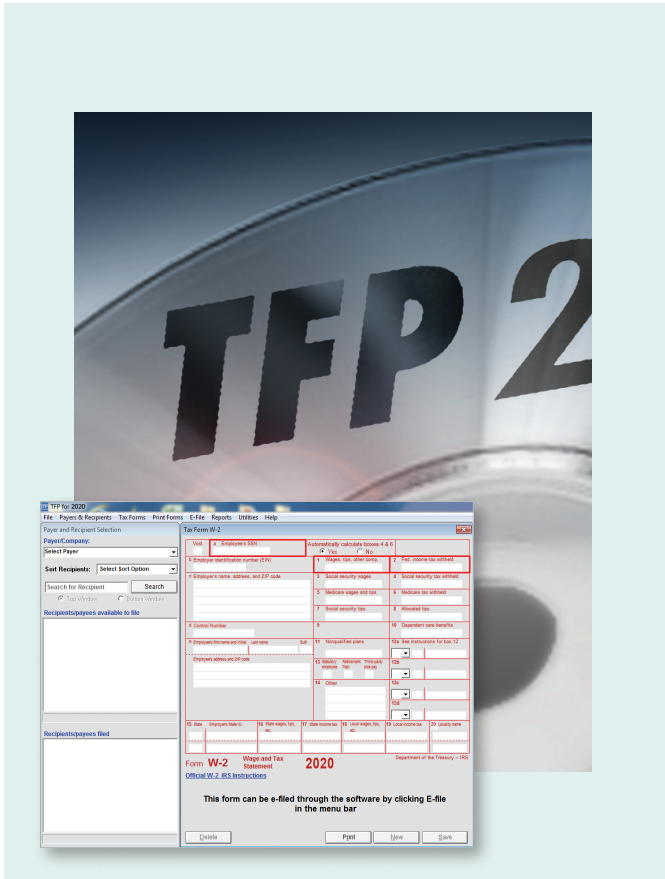 TFP 2
TFP for 2020
File Payers & Recipients Tax Forms Print Forms E-File Reports Utilities Help
Payer and Recipient Selection
Payer/Company:
Select Payer
Sort Recipients: Select Sort Option
Search for Recipient Search
Top Window Bottom Window
Recipients/payees available to file
Recipients/payees filed
Tax Form W-2
Void a Employee's SSN
Automatically calculate boxes 4 & 6
Yes No
b Employer identification number (EIN)
1 Wages, tips, other comp. 2 Fed. income tax withheld
c Employer's name, address, and ZIP code
3 Social security wages 4 Social security tax withheld
5 Medicare wages and tips 6 Medicare tax withheld
7 Social security tips 8 Allocated tips
d Control Number
9 10 Dependent care benefits
e Employee's first name and initial Last name Suff.
11 Nonqualified plans 12a See instructions for box 12
Employee's address and ZIP code
13 Statutory employee Retirement Plan Third-party sick pay 12b
14 Other 12c
12d
15 State Employer's State ID 16 State wages, tips, etc. 17 State income tax 18 Local wages, tips, etc. 19 Local income tax 20 Locality name
Form W-2 Wage and Tax
Statement 2020 Department of the Treasury -- IRS
Official W-2 IRS Instructions
This form can be e-filed through the software by clicking E-file
in the menu bar
Delete Print New Save